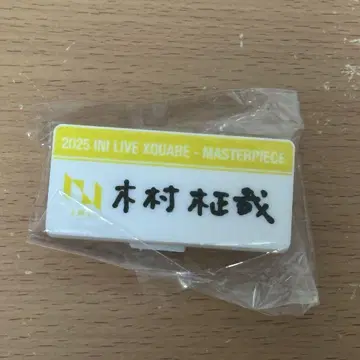 2025 INI LIVE XQUARE - MASTERPIECE
木村 柾哉